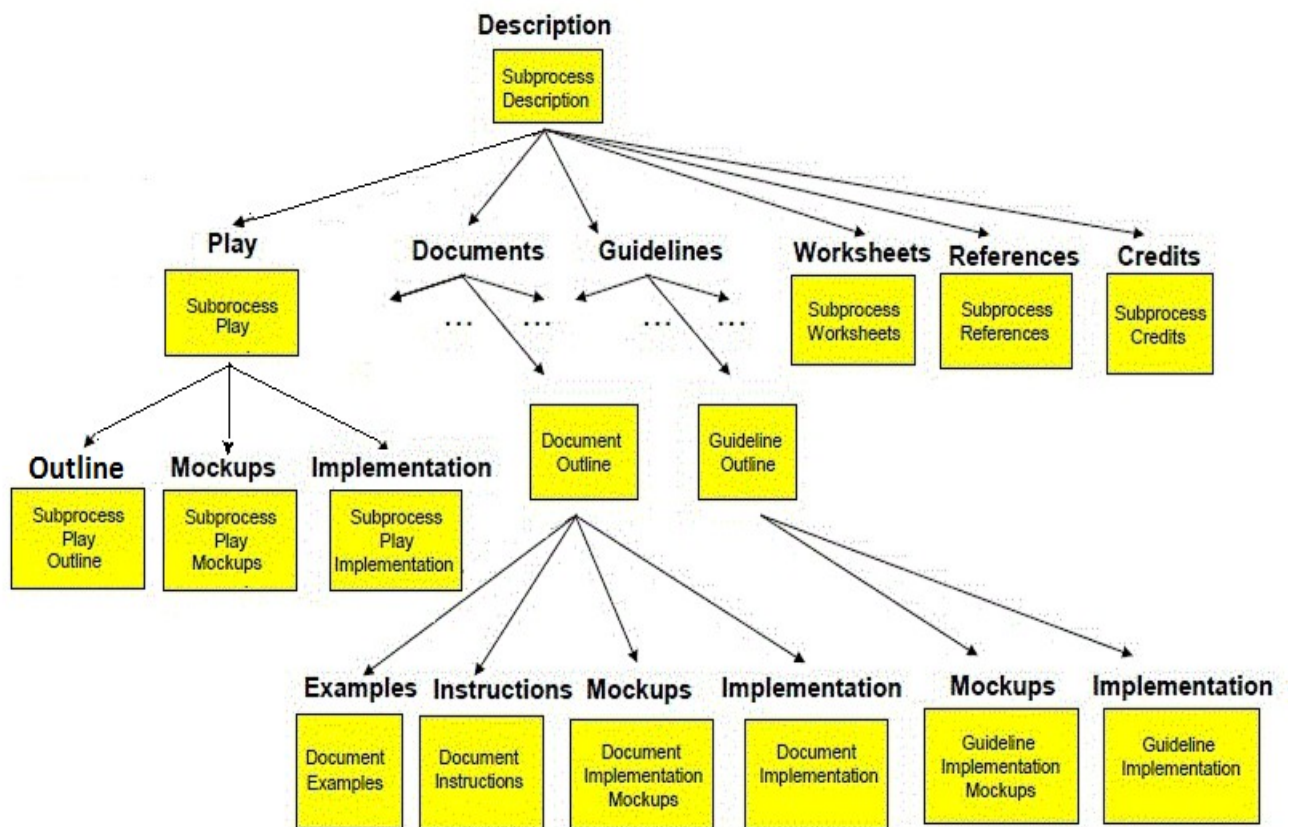 Description
Subprocess
Description
Play
Documents
Guidelines
Worksheets
References
Credits
Suborocess
Play
Subprocess
Worksheets
Subprocess
References
Subprocess
Credits
...
...
...
...
Document
Outline
Guideline
Outline
Outline
Mockups
Implementation
Subprocess
Play
Outline
Subprocess
Play
Mockups
Subprocess
Play
Implementation
Examples
Instructions
Mockups
Implementation
Mockups
Implementation
Document
Examples
Document
Instructions
Document
Implementation
Mockups
Document
Implementation
Guideline
Implementation
Mockups
Guideline
Implementation